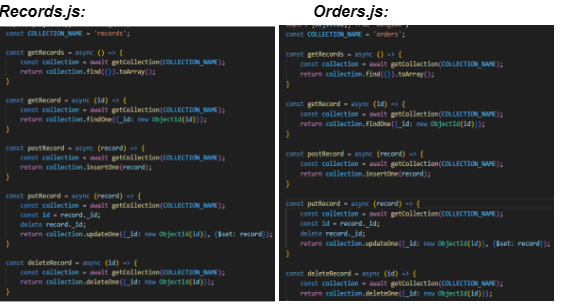 Records.js:
const COLLECTION_NAME = 'records';
const getRecords = async () => {
const collection = await getCollection(COLLECTION_NAME);
return collection.find({}).toArray();
}
const getRecord = async (id) => {
const collection = await getCollection(COLLECTION_NAME);
return collection.findOne({_id: new ObjectId(id)});
}
const postRecord = async (record) => {
const collection = await getCollection(COLLECTION_NAME);
return collection.insertOne(record);
}
const putRecord = async (record) => {
const collection = await getCollection(COLLECTION_NAME);
const id = record._id;
delete record._id;
return collection.updateOne({_id: new ObjectId(id)}, {$set: record});
}
const deleteRecord = async (id) => {
const collection = await getCollection(COLLECTION_NAME);
return collection.deleteOne({_id: new ObjectId(id)});
}
Orders.js:
const COLLECTION_NAME = 'orders';
const getRecords = async () => {
const collection = await getCollection(COLLECTION_NAME);
return collection.find({}).toArray();
}
const getRecord = async (id) => {
const collection = await getCollection(COLLECTION_NAME);
return collection.findOne({_id: new ObjectId(id)});
}
const postRecord = async (record) => {
const collection = await getCollection(COLLECTION_NAME);
return collection.insertOne(record);
}
const putRecord = async (record) => {
const collection = await getCollection(COLLECTION_NAME);
const id = record._id;
delete record._id;
return collection.updateOne({_id: new ObjectId(id)}, {$set: record});
}
const deleteRecord = async (id) => {
const collection = await getCollection(COLLECTION_NAME);
return collection.deleteOne({_id: new ObjectId(id)});